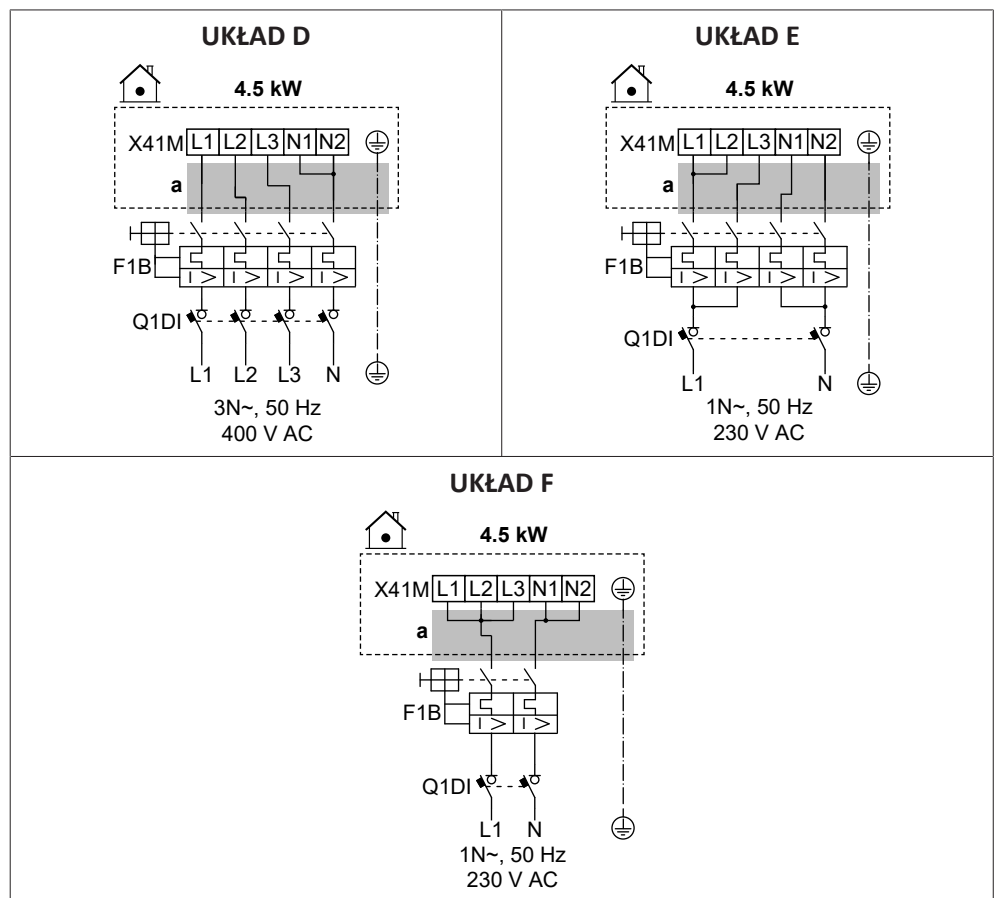 UKŁAD D
4.5 kW
X41M L1 L2 L3 N1 N2
a
F1B
I > I > I > I >
Q1DI
L1 L2 L3 N
3N~, 50 Hz
400 V AC
UKŁAD E
4.5 kW
X41M L1 L2 L3 N1 N2
a
F1B
I > I > I > I >
Q1DI
L1 N
1N~, 50 Hz
230 V AC
UKŁAD F
4.5 kW
X41M L1 L2 L3 N1 N2
a
F1B
I > I >
Q1DI
L1 N
1N~, 50 Hz
230 V AC